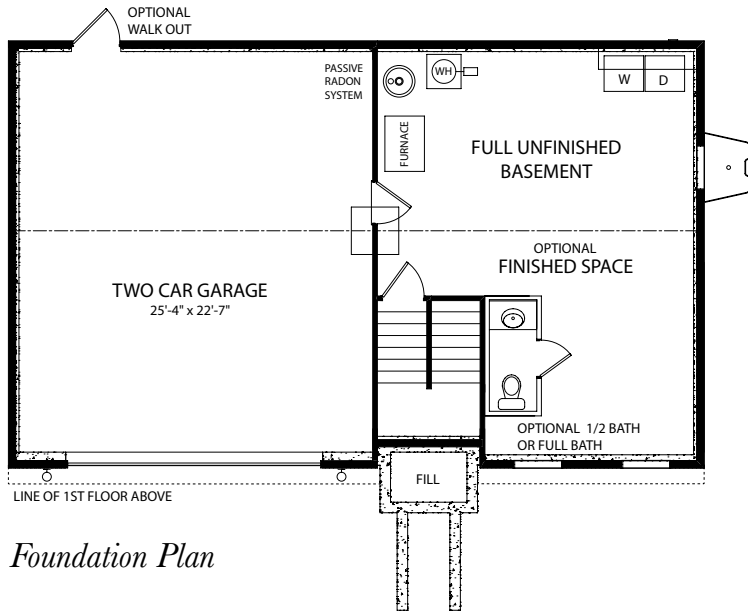 OPTIONAL
WALK OUT
PASSIVE
RADON
SYSTEM
WH
W
D
FURNACE
FULL UNFINISHED
BASEMENT
OPTIONAL
FINISHED SPACE
TWO CAR GARAGE
25'-4" x 22'-7"
OPTIONAL 1/2 BATH
OR FULL BATH
FILL
LINE OF 1ST FLOOR ABOVE
Foundation Plan